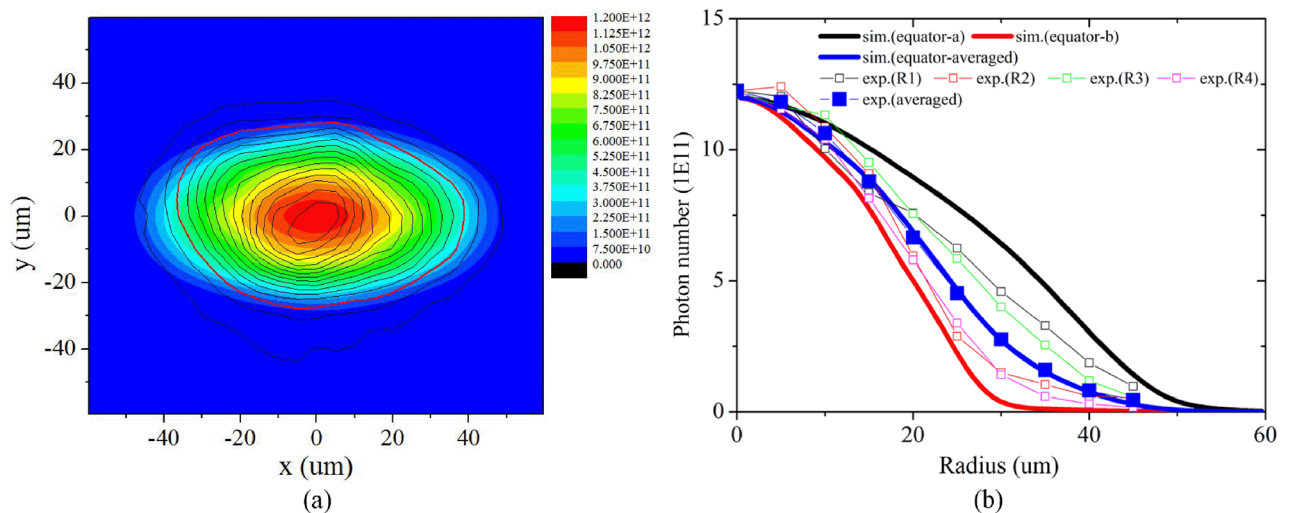 40
20
0
-20
-40
y (um)
-40
-20
0
20
40
x (um)
(a)
1.200E+12
1.125E+12
1.050E+12
9.750E+11
9.000E+11
8.250E+11
7.500E+11
6.750E+11
6.000E+11
5.250E+11
4.500E+11
3.750E+11
3.000E+11
2.250E+11
1.500E+11
7.500E+10
0.000
15
10
5
0
Photon number (1E11)
sim.(equator-a) sim.(equator-b)
sim.(equator-averaged)
exp.(R1) exp.(R2) exp.(R3) exp.(R4)
exp.(averaged)
0
20
40
60
Radius (um)
(b)